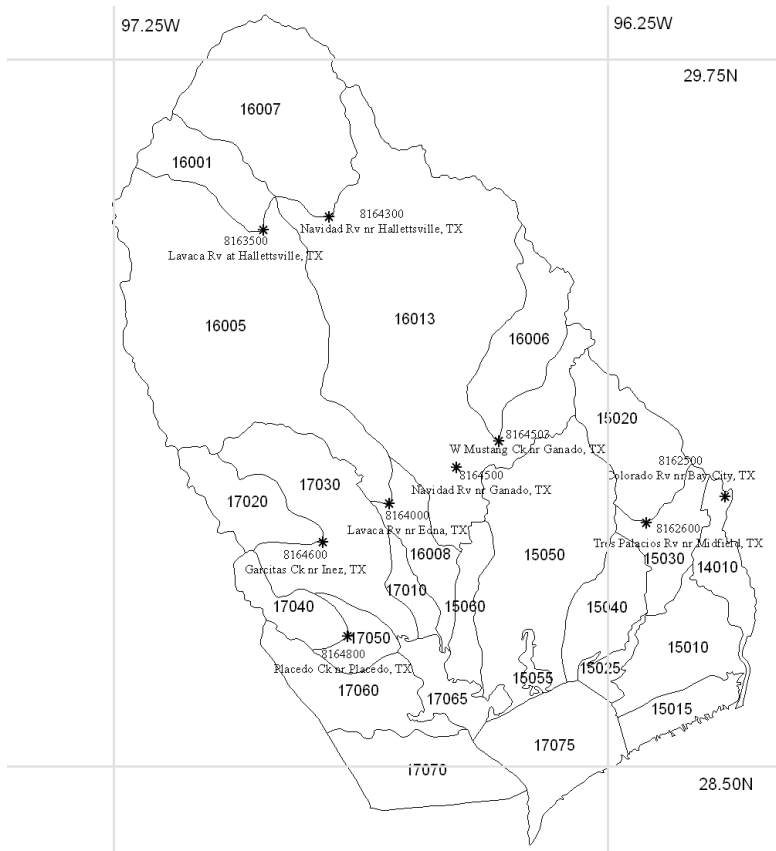 97.25W
96.25W
29.75N
16007
16001
8164300
Navidad Rv nr Hallettsville, TX
8163500
Lavaca Rv at Hallettsville, TX
16005
16013
16006
15020
8164503
W Mustang Ck nr Ganado, TX
8162500
Colorado Rv nr Bay City, TX
8164500
Navidad Rv nr Ganado, TX
17030
17020
8164000
Lavaca Rv nr Edna, TX
8162600
Tres Palacios Rv nr Midfield, TX
8164600
Garcitas Ck nr Inez, TX
16008
15050
15030
14010
17010
17040
15060
15040
17050
8164800
Placedo Ck nr Placedo, TX
15010
15025
15055
17060
17065
15015
17075
17070
28.50N